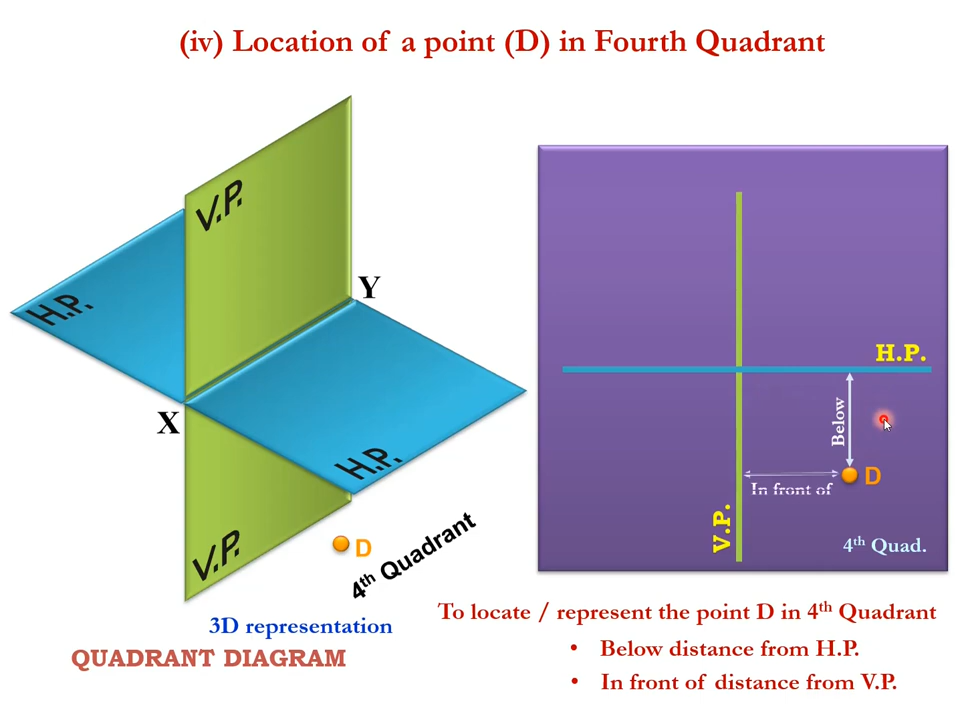 (iv) Location of a point (D) in Fourth Quadrant
V.P.
H.P.
Y
X
H.P.
V.P.
D
4th Quadrant
3D representation
QUADRANT DIAGRAM
H.P.
Below
D
In front of
V.P.
4th Quad.
To locate / represent the point D in 4th Quadrant
• Below distance from H.P.
• In front of distance from V.P.